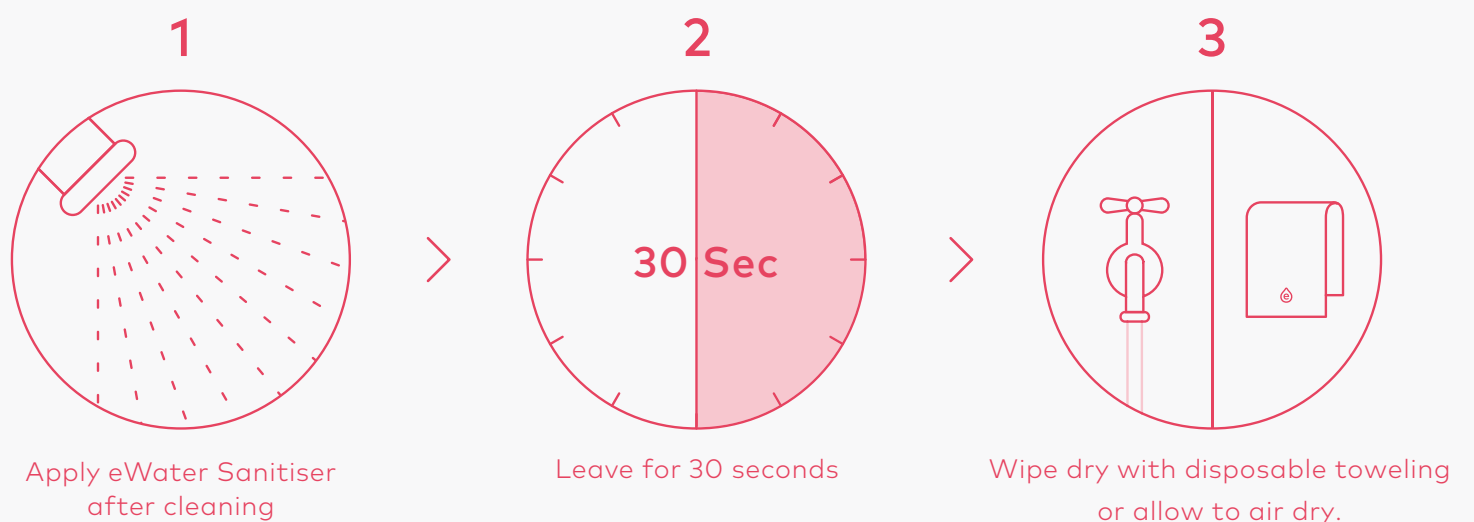 1
2
3
30 Sec
e
Apply eWater Sanitiser
after cleaning
Leave for 30 seconds
Wipe dry with disposable toweling
or allow to air dry.